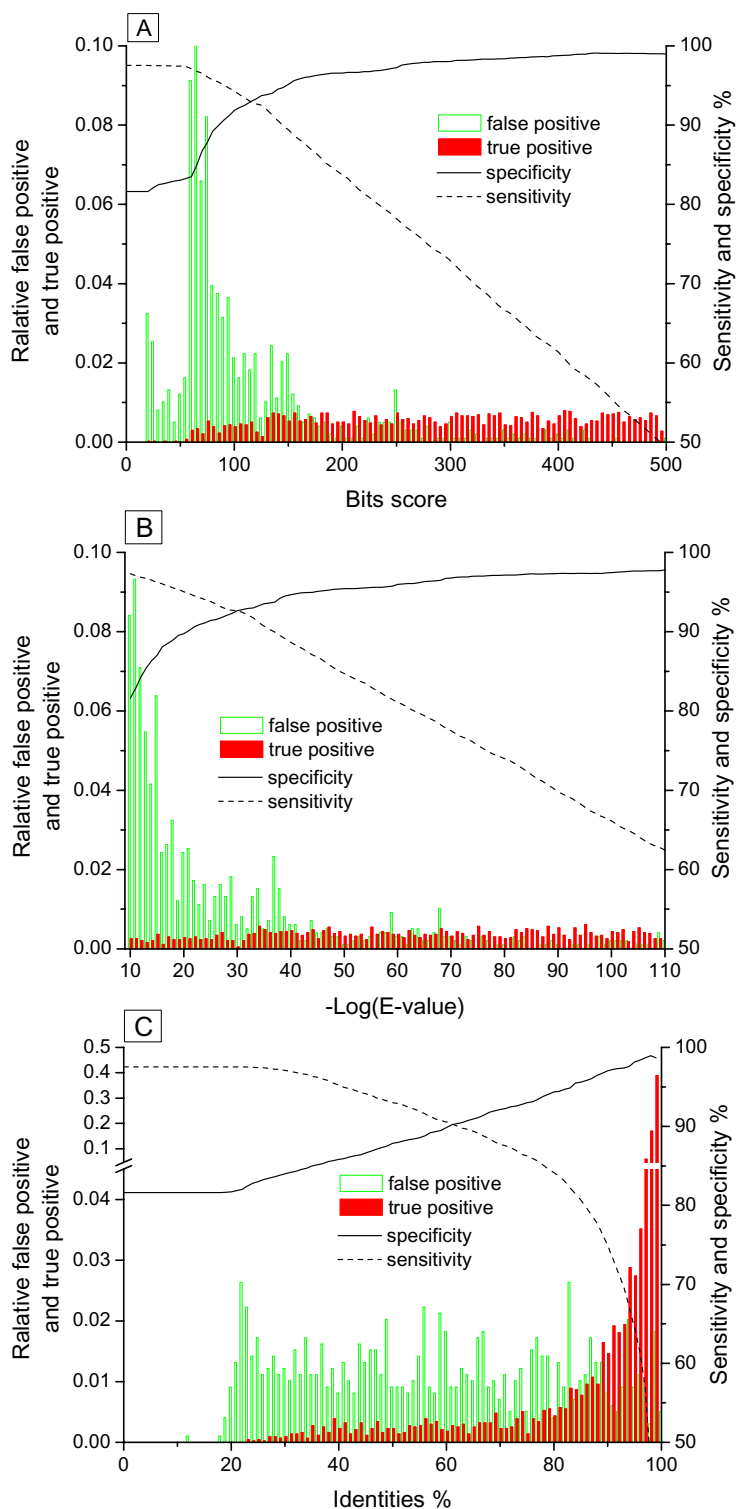 A
0.10
0.08
0.06
0.04
0.02
0.00
Ralative false positive
and true positive
100
90
80
70
60
50
Sensitivity and specificity %
false positive
true positive
specificity
sensitivity
0
100
200
300
400
500
Bits score
B
0.10
0.08
0.06
0.04
0.02
0.00
Ralative false positive
and true positive
100
90
80
70
60
50
Sensitivity and specificity %
false positive
true positive
specificity
sensitivity
10
20
30
40
50
60
70
80
90
100
110
-Log(E-value)
C
0.5
0.4
0.3
0.2
0.1
0.04
0.03
0.02
0.01
0.00
Ralative false positive
and true positive
100
90
80
70
60
50
Sensitivity and specificity %
false positive
true positive
specificity
sensitivity
0
20
40
60
80
100
Identities %